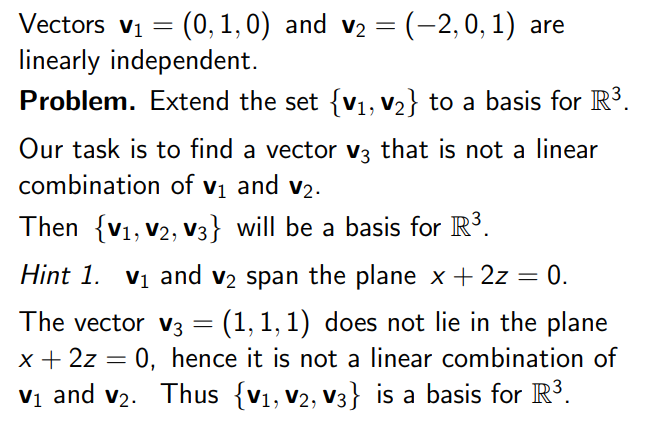 Vectors v₁ = (0, 1, 0) and v₂ = (−2, 0, 1) are
linearly independent.
Problem. Extend the set {v₁, v₂} to a basis for ℝ³.
Our task is to find a vector v₃ that is not a linear
combination of v₁ and v₂.
Then {v₁, v₂, v₃} will be a basis for ℝ³.
Hint 1. v₁ and v₂ span the plane x + 2z = 0.
The vector v₃ = (1, 1, 1) does not lie in the plane
x + 2z = 0, hence it is not a linear combination of
v₁ and v₂. Thus {v₁, v₂, v₃} is a basis for ℝ³.